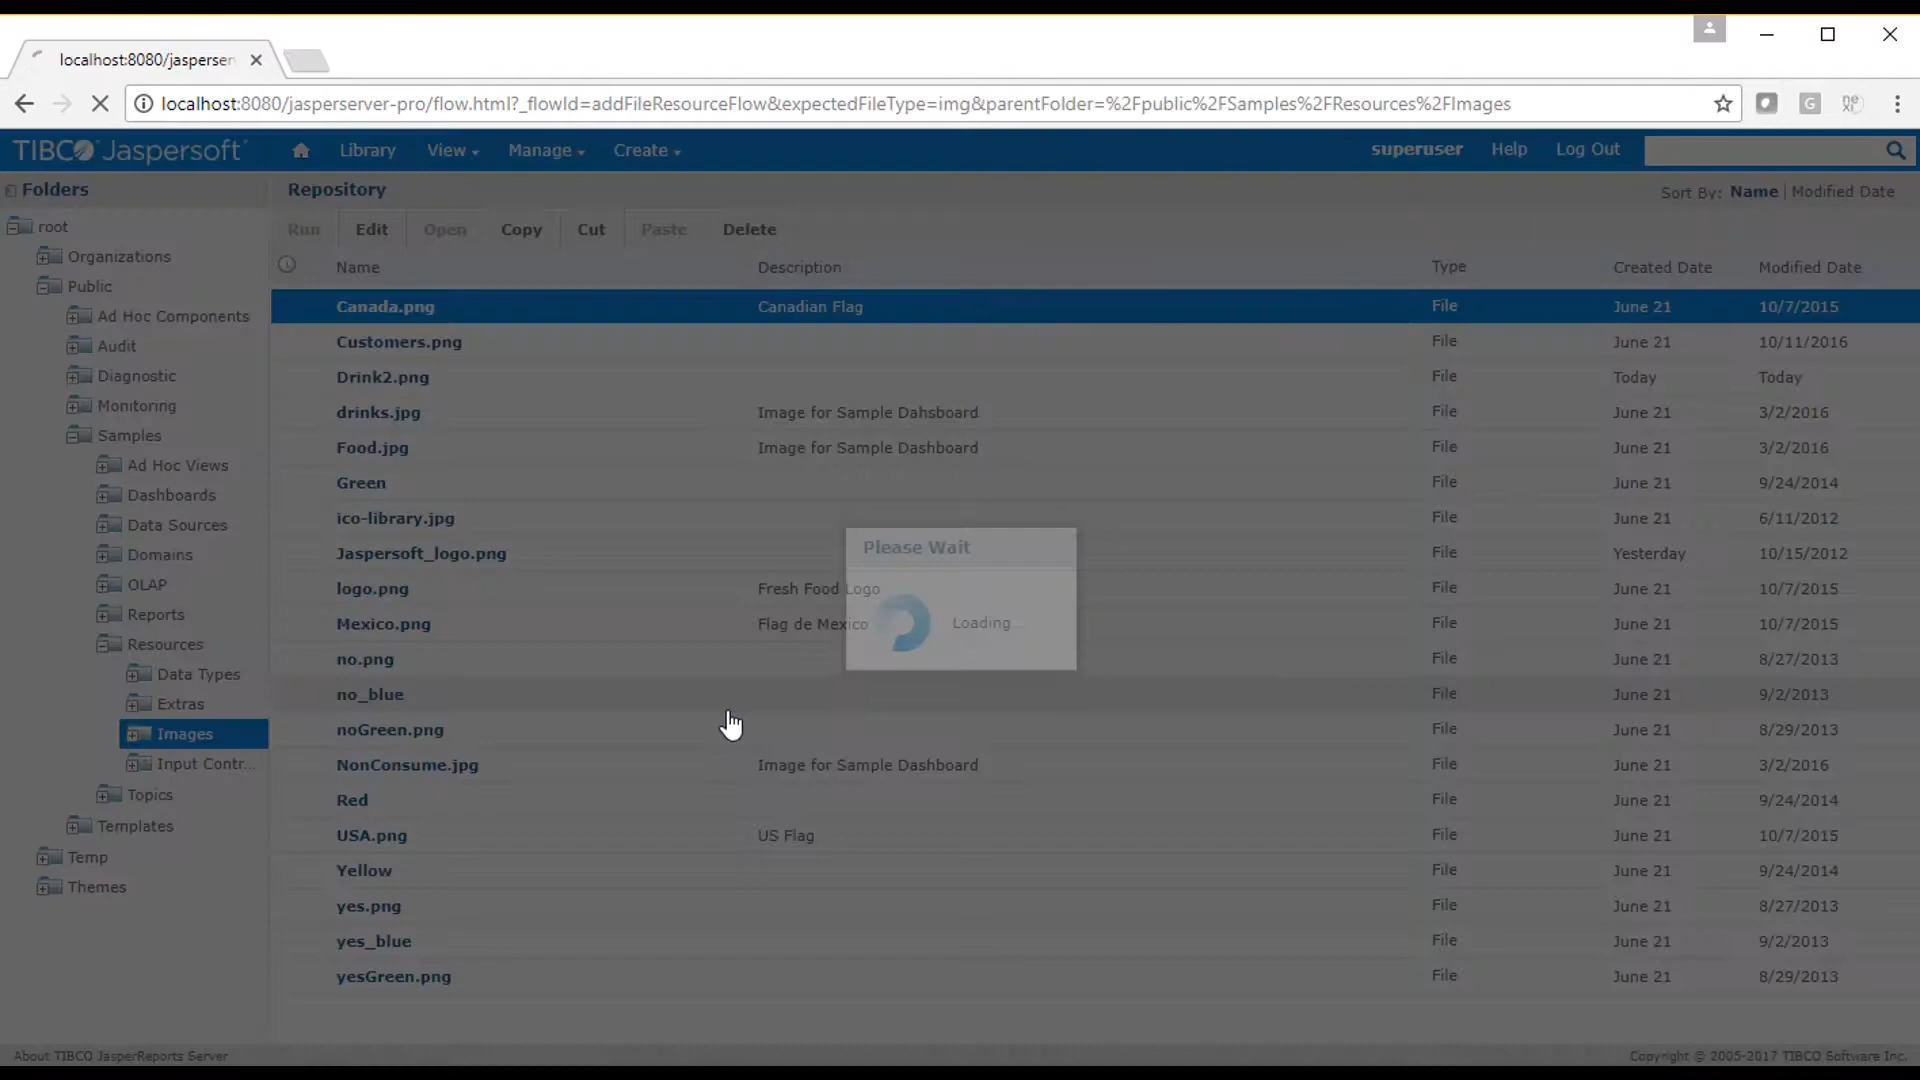 localhost:8080/jasperser
localhost:8080/jasperserver-pro/flow.html?_flowId=addFileResourceFlow&expectedFileType=img&parentFolder=%2Fpublic%2FSamples%2FResources%2FImages
TIBCO Jaspersoft Library View Manage Create superuser Help Log Out
Folders
Repository Sort By: Name | Modified Date
Run Edit Open Copy Cut Paste Delete
Name Description Type Created Date Modified Date
root
Organizations
Public
Ad Hoc Components
Audit
Diagnostic
Monitoring
Samples
Ad Hoc Views
Dashboards
Data Sources
Domains
OLAP
Reports
Resources
Data Types
Extras
Images
Input Contr...
Topics
Templates
Temp
Themes
Canada.png Canadian Flag File June 21 10/7/2015
Customers.png File June 21 10/11/2016
Drink2.png File Today Today
drinks.jpg Image for Sample Dahsboard File June 21 3/2/2016
Food.jpg Image for Sample Dashboard File June 21 3/2/2016
Green File June 21 9/24/2014
ico-library.jpg File June 21 6/11/2012
Jaspersoft_logo.png File Yesterday 10/15/2012
logo.png Fresh Food Logo File June 21 10/7/2015
Mexico.png Flag de Mexico File June 21 10/7/2015
no.png File June 21 8/27/2013
no_blue File June 21 9/2/2013
noGreen.png File June 21 8/29/2013
NonConsume.jpg Image for Sample Dashboard File June 21 3/2/2016
Red File June 21 9/24/2014
USA.png US Flag File June 21 10/7/2015
Yellow File June 21 9/24/2014
yes.png File June 21 8/27/2013
yes_blue File June 21 9/2/2013
yesGreen.png File June 21 8/29/2013
Please Wait
Loading...
About TIBCO JasperReports Server
Copyright © 2005-2017 TIBCO Software Inc.